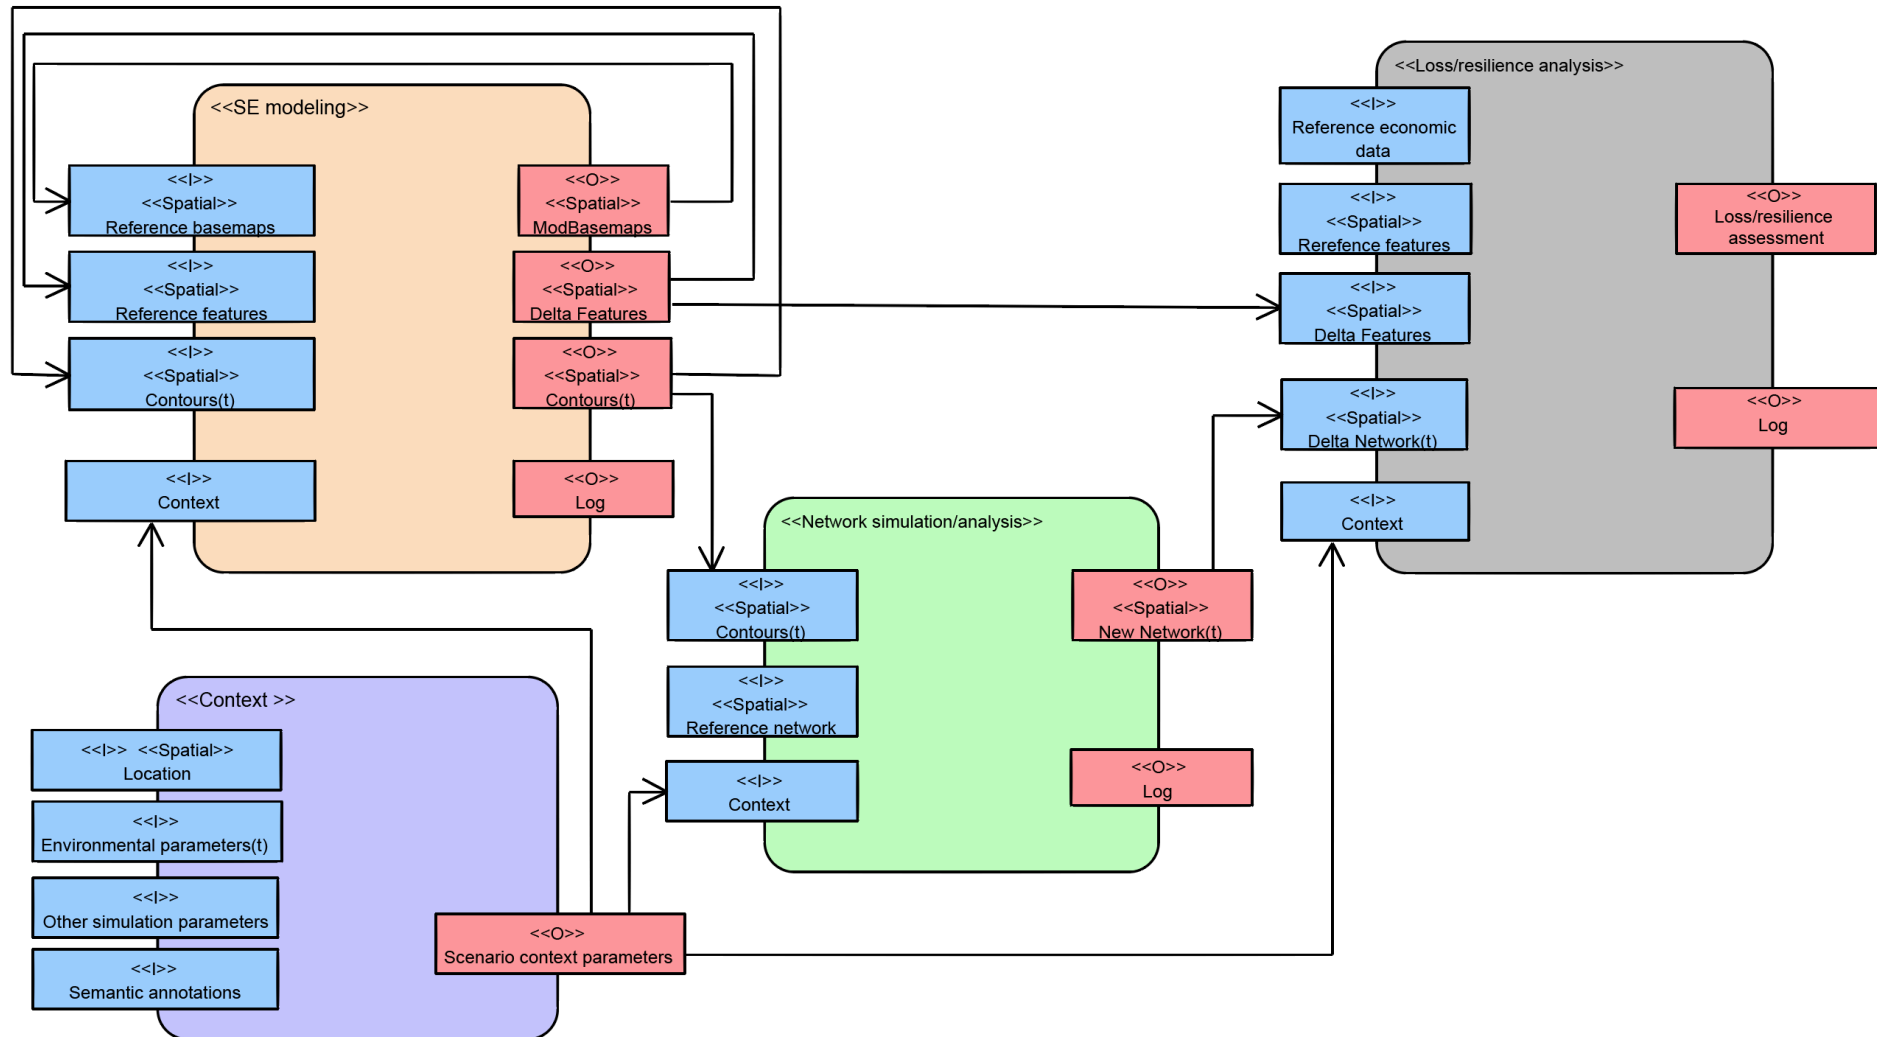 <<SE modeling>>
<<I>>
<<Spatial>>
Reference basemaps
<<I>>
<<Spatial>>
Reference features
<<I>>
<<Spatial>>
Contours(t)
<<I>>
Context
<<O>>
<<Spatial>>
ModBasemaps
<<O>>
<<Spatial>>
Delta Features
<<O>>
<<Spatial>>
Contours(t)
<<O>>
Log
<<Context >>
<<I>> <<Spatial>>
Location
<<I>>
Environmental parameters(t)
<<I>>
Other simulation parameters
<<I>>
Semantic annotations
<<O>>
Scenario context parameters
<<Network simulation/analysis>>
<<I>>
<<Spatial>>
Contours(t)
<<I>>
<<Spatial>>
Reference network
<<I>>
Context
<<O>>
<<Spatial>>
New Network(t)
<<O>>
Log
<<Loss/resilience analysis>>
<<I>>
Reference economic
data
<<I>>
<<Spatial>>
Rerefence features
<<I>>
<<Spatial>>
Delta Features
<<I>>
<<Spatial>>
Delta Network(t)
<<I>>
Context
<<O>>
Loss/resilience
assessment
<<O>>
Log